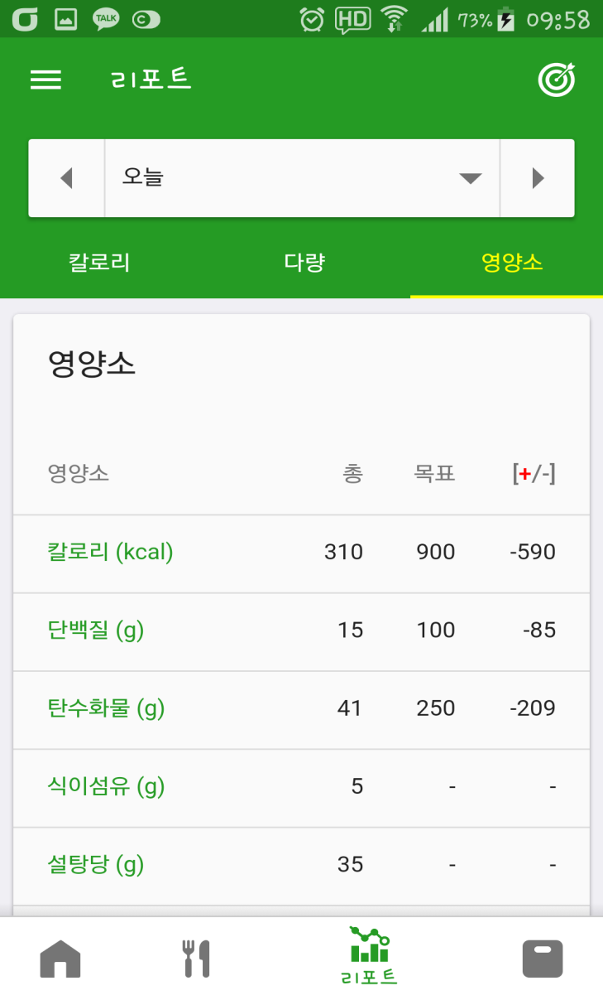 TALK C HD 73% 09:58
리포트
오늘
칼로리 다량 영양소
영양소
영양소 총 목표 [+/-]
칼로리 (kcal) 310 900 -590
단백질 (g) 15 100 -85
탄수화물 (g) 41 250 -209
식이섬유 (g) 5 - -
설탕당 (g) 35 - -
리포트